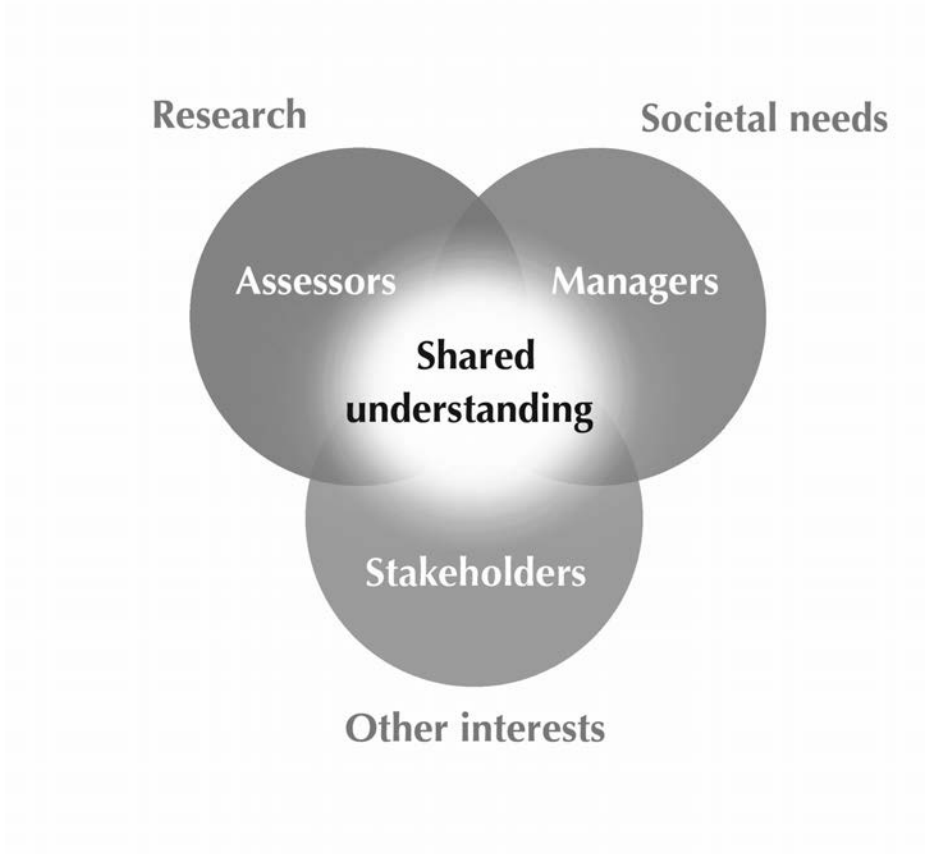 Research
Societal needs
Assessors
Managers
Shared
understanding
Stakeholders
Other interests